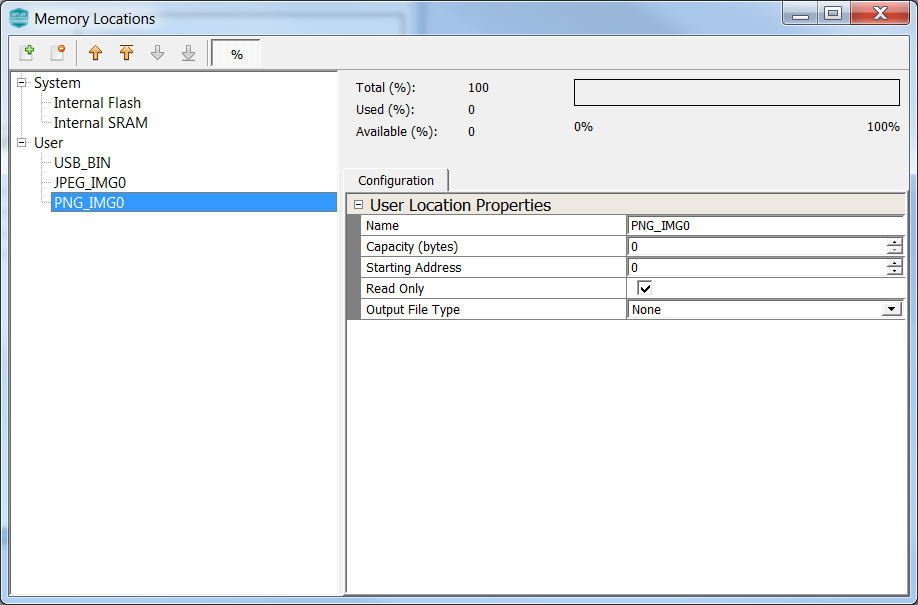 Memory Locations
%
System
Internal Flash
Internal SRAM
User
USB_BIN
JPEG_IMG0
PNG_IMG0
Total (%): 100
Used (%): 0
Available (%): 0
0% 100%
Configuration
User Location Properties
Name PNG_IMG0
Capacity (bytes) 0
Starting Address 0
Read Only
Output File Type None